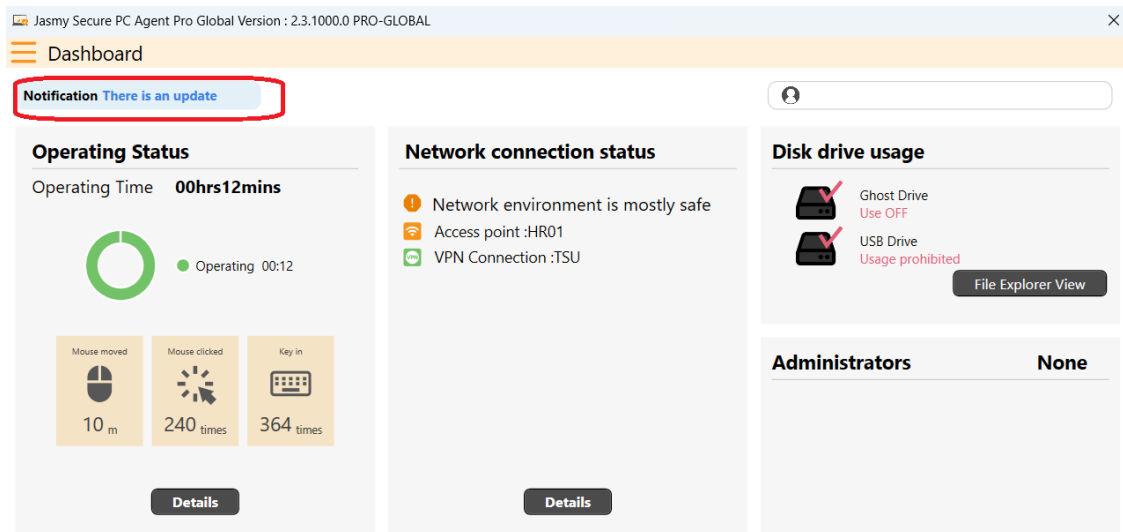 Jasmy Secure PC Agent Pro Global Version : 2.3.1000.0 PRO-GLOBAL
Dashboard
Notification There is an update
Operating Status
Operating Time 00hrs12mins
Operating 00:12
Mouse moved
10 m
Mouse clicked
240 times
Key in
364 times
Details
Network connection status
Network environment is mostly safe
Access point :HR01
VPN
VPN Connection :TSU
Details
Disk drive usage
Ghost Drive
Use OFF
USB Drive
Usage prohibited
File Explorer View
Administrators None